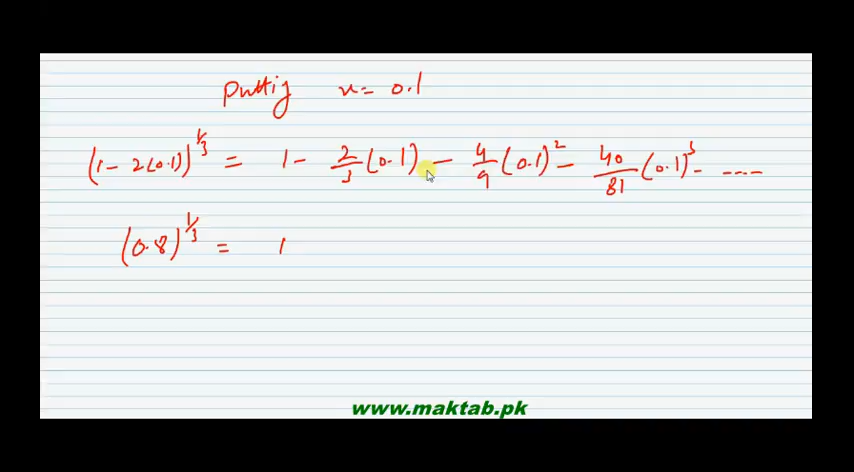 Putting x = 0.1
(1 - 2(0.1))^{1/3} = 1 - 2/3 (0.1) - 4/9 (0.1)^2 - 40/81 (0.1)^3 - ----
(0.8)^{1/3} = 1
www.maktab.pk